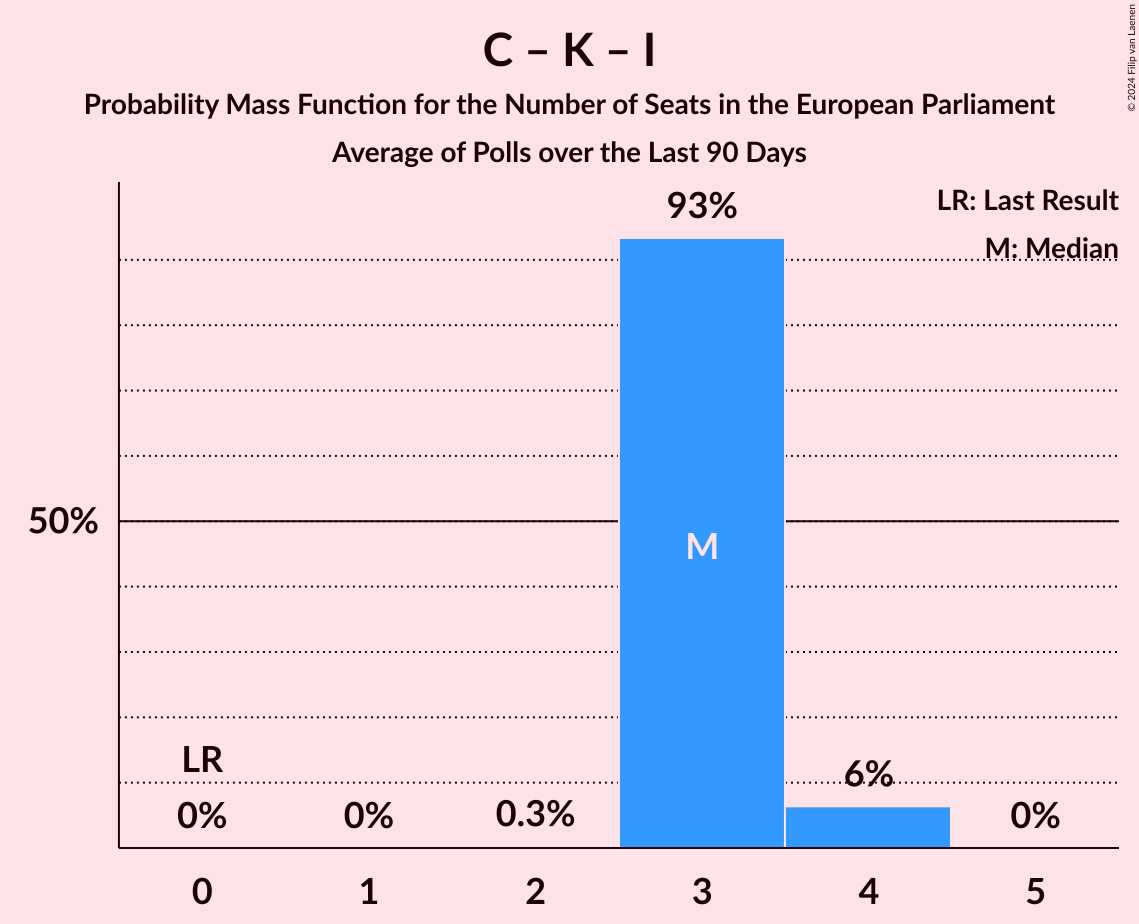 C – K – I
Probability Mass Function for the Number of Seats in the European Parliament
Average of Polls over the Last 90 Days
© 2024 Filip van Laenen
LR: Last Result
M: Median
93%
50%
M
LR
0%
0%
0.3%
6%
0%
0
1
2
3
4
5